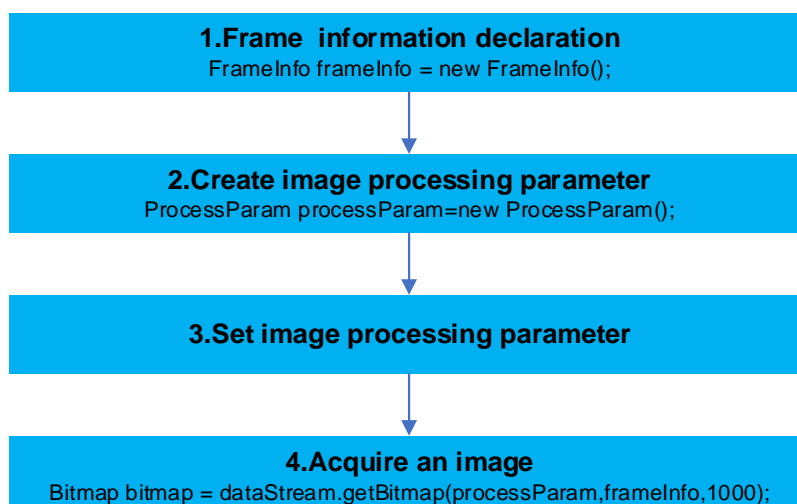 1.Frame information declaration
FrameInfo frameInfo = new FrameInfo();
2.Create image processing parameter
ProcessParam processParam=new ProcessParam();
3.Set image processing parameter
4.Acquire an image
Bitmap bitmap = dataStream.getBitmap(processParam,frameInfo,1000);